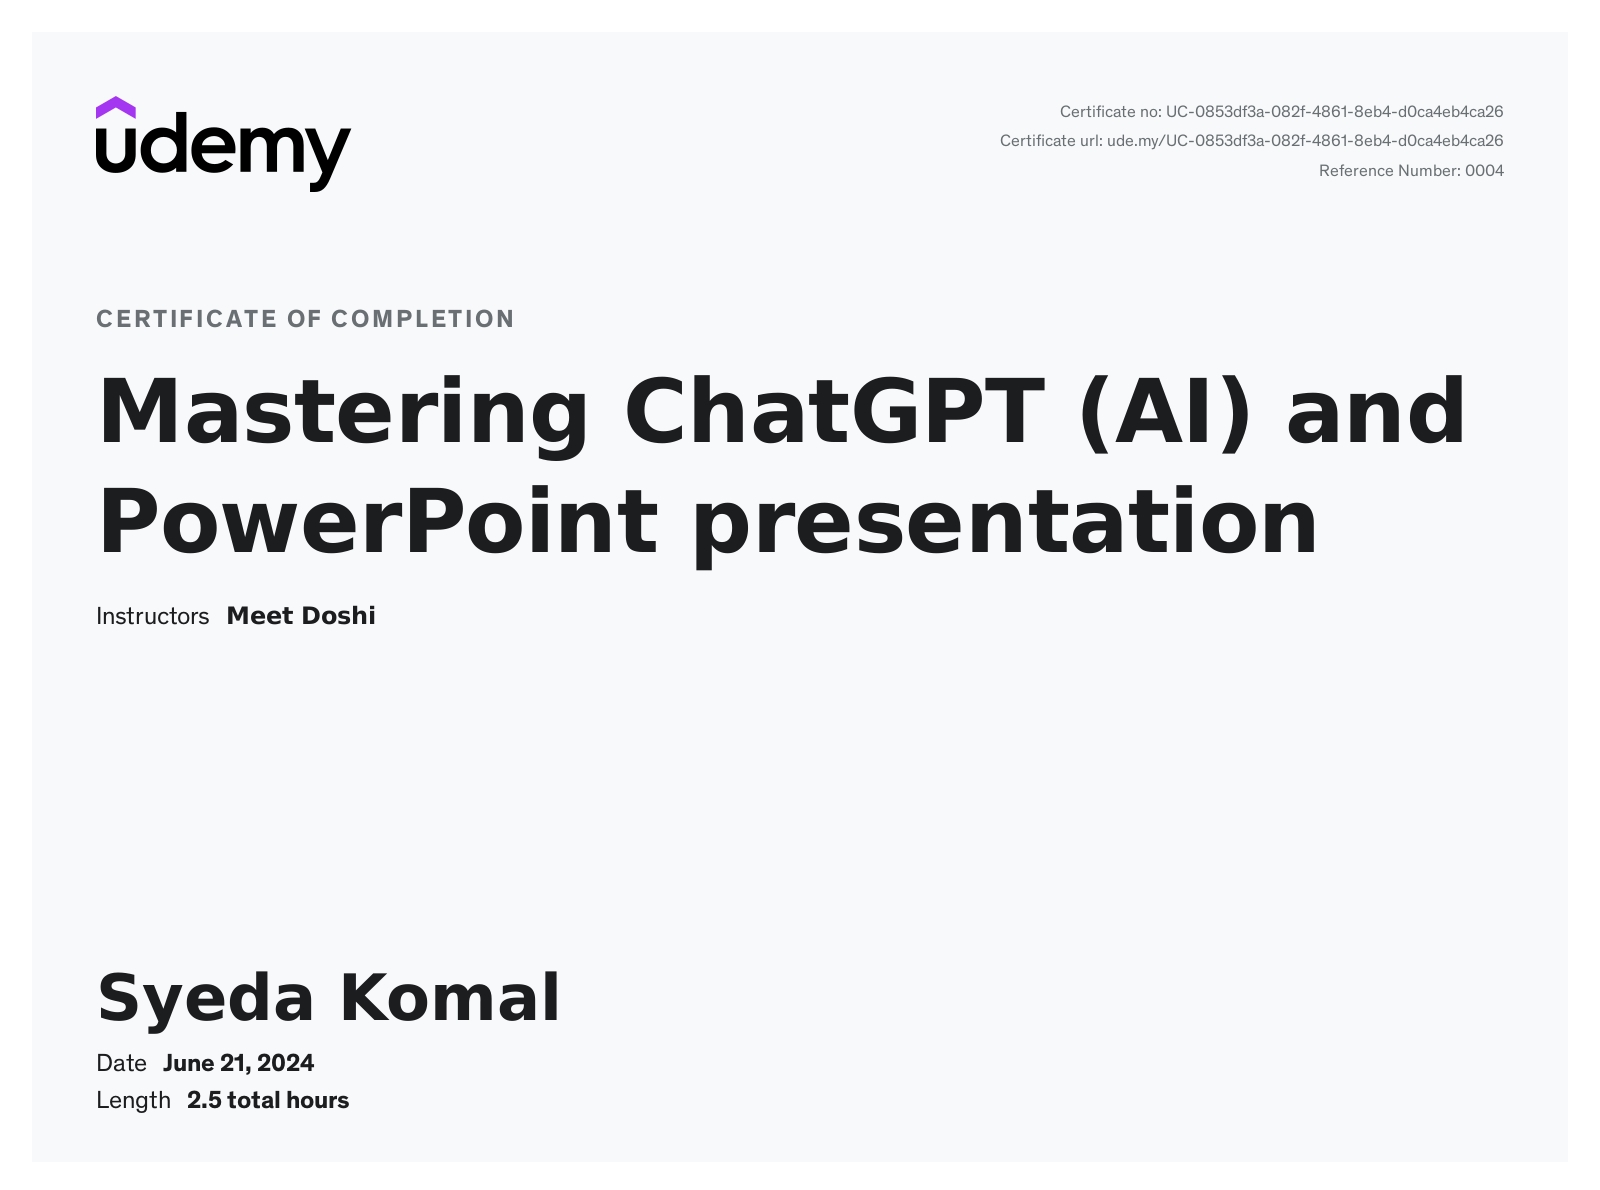 udemy
Certificate no: UC-0853df3a-082f-4861-8eb4-d0ca4eb4ca26
Certificate url: ude.my/UC-0853df3a-082f-4861-8eb4-d0ca4eb4ca26
Reference Number: 0004
CERTIFICATE OF COMPLETION
Mastering ChatGPT (AI) and
PowerPoint presentation
Instructors Meet Doshi
Syeda Komal
Date June 21, 2024
Length 2.5 total hours